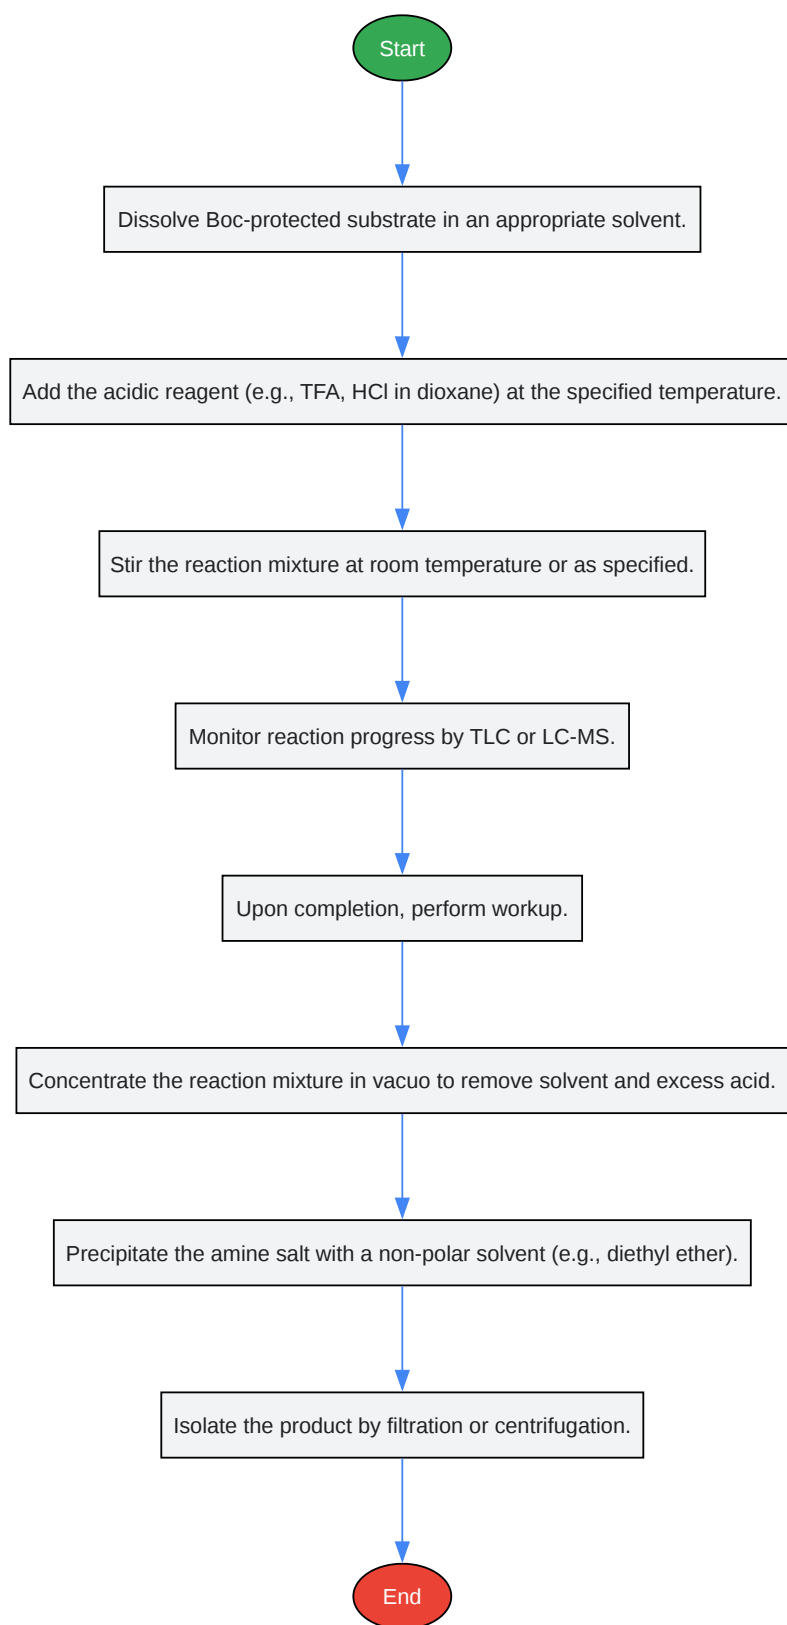 Start
Dissolve Boc-protected substrate in an appropriate solvent.
Add the acidic reagent (e.g., TFA, HCl in dioxane) at the specified temperature.
Stir the reaction mixture at room temperature or as specified.
Monitor reaction progress by TLC or LC-MS.
Upon completion, perform workup.
Concentrate the reaction mixture in vacuo to remove solvent and excess acid.
Precipitate the amine salt with a non-polar solvent (e.g., diethyl ether).
Isolate the product by filtration or centrifugation.
End